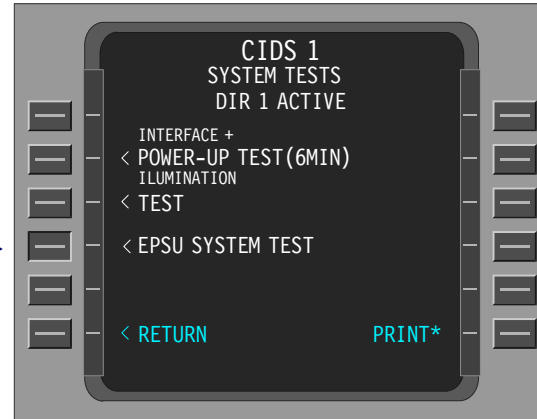 CIDS 1
SYSTEM TESTS
DIR 1 ACTIVE
INTERFACE +
< POWER-UP TEST(6MIN)
ILUMINATION
< TEST
< EPSU SYSTEM TEST
< RETURN PRINT*